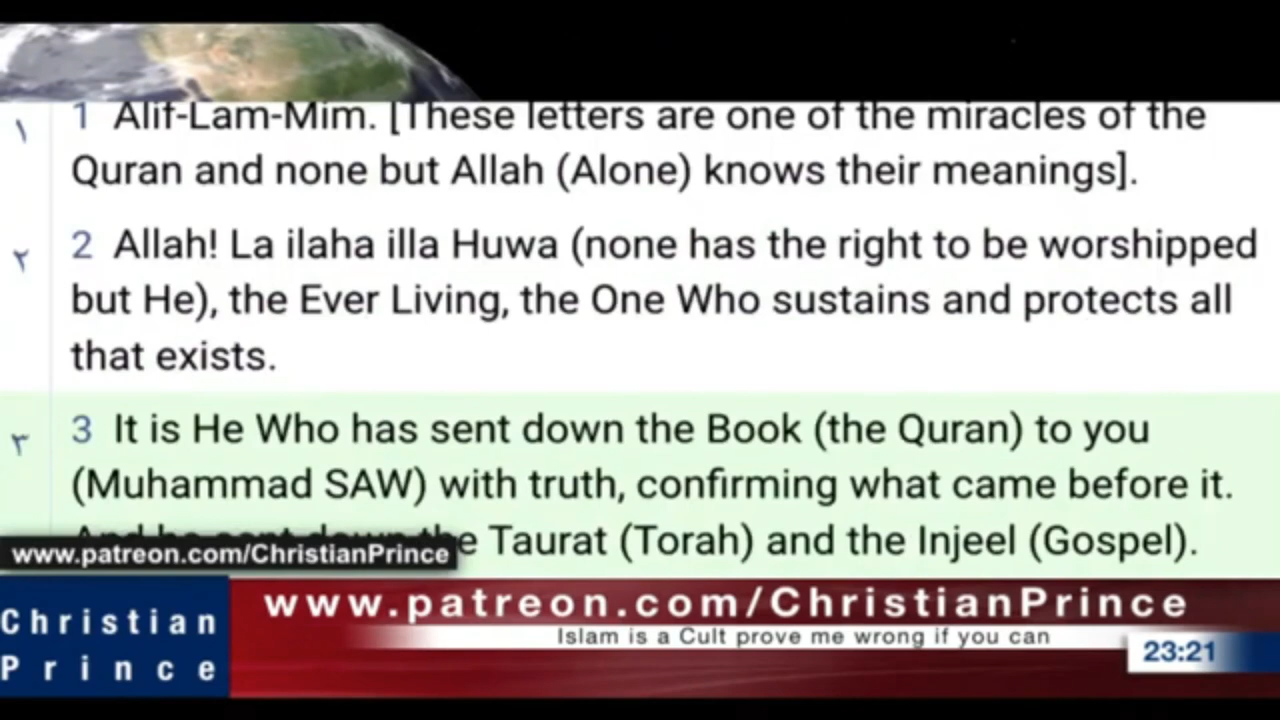 ١ 1 Alif-Lam-Mim. [These letters are one of the miracles of the
Quran and none but Allah (Alone) knows their meanings].
٢ 2 Allah! La ilaha illa Huwa (none has the right to be worshipped
but He), the Ever Living, the One Who sustains and protects all
that exists.
٣ 3 It is He Who has sent down the Book (the Quran) to you
(Muhammad SAW) with truth, confirming what came before it.
And he sent down the Taurat (Torah) and the Injeel (Gospel).
www.patreon.com/ChristianPrince
Christian
Prince
www.patreon.com/ChristianPrince
Islam is a Cult prove me wrong if you can
23:21